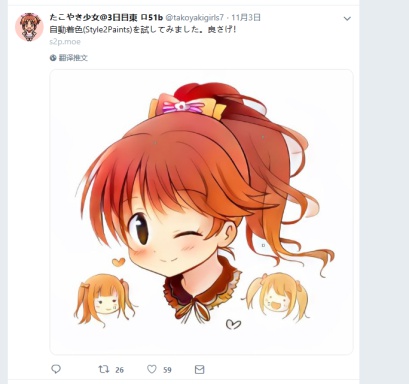 たこやき少女@3日目東 ロ51b @takoyakigirls7 · 11月3日
自動着色(Style2Paints)を試してみました。良さげ!
s2p.moe
翻译推文
26 59